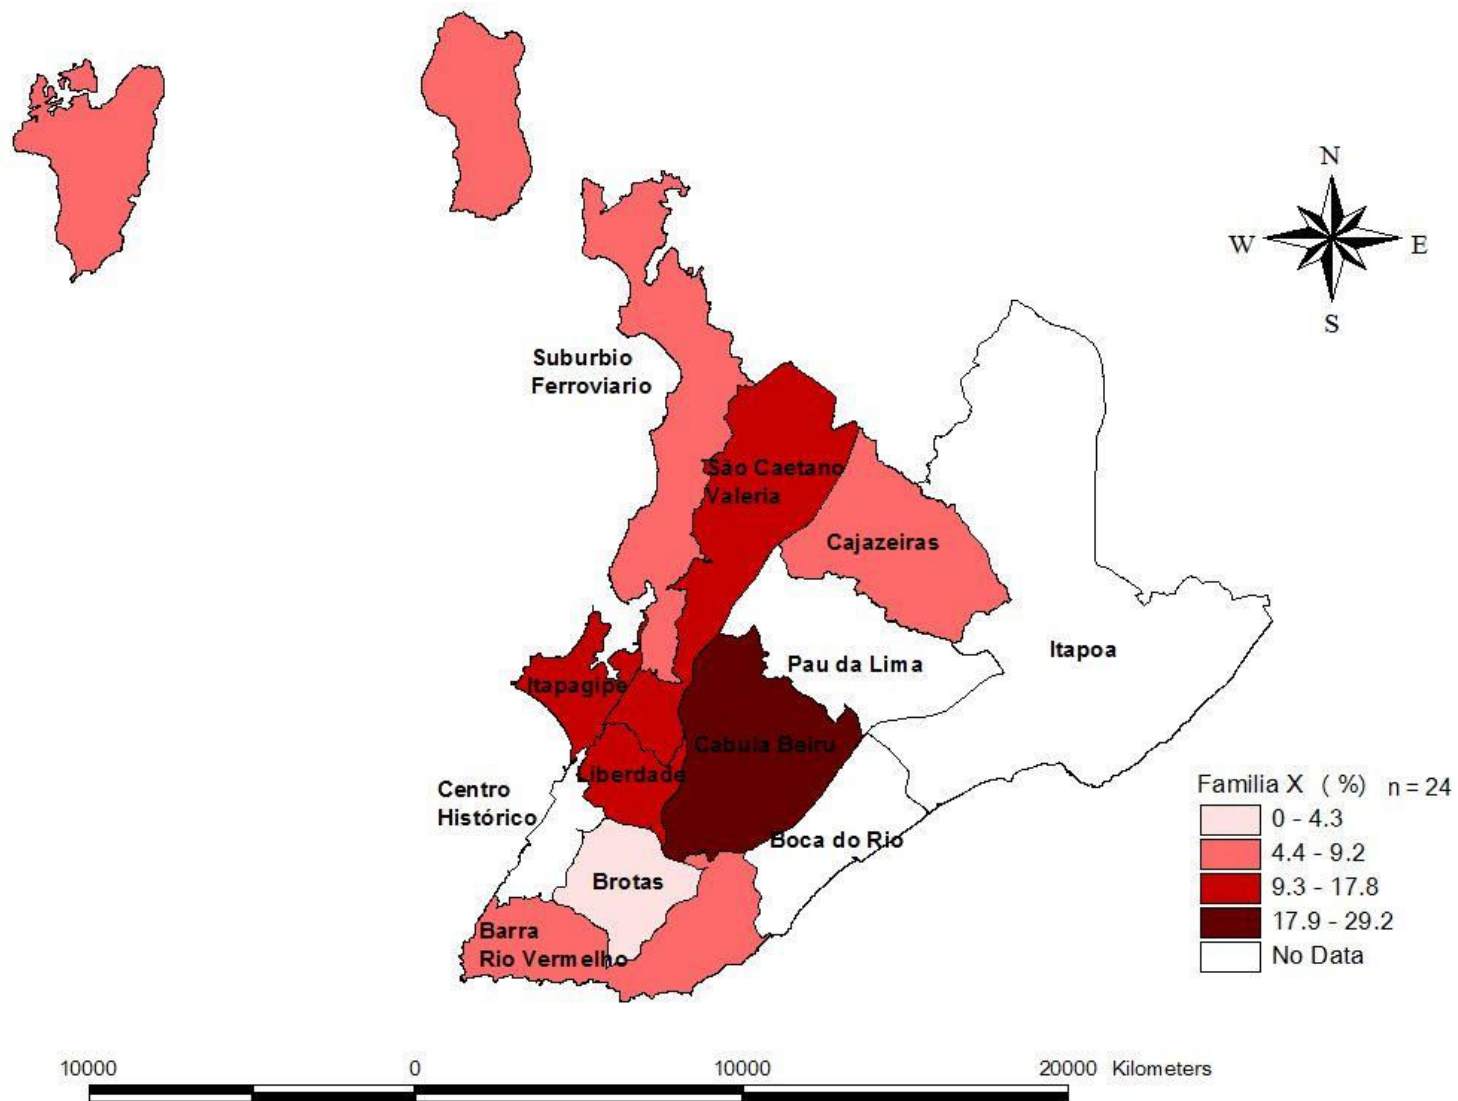 N
W E
S
Suburbio
Ferroviario
São Caetano
Valeria
Cajazeiras
Itapoa
Pau da Lima
Itapagipe
Cabula Beiru
Liberdade
Centro
Histórico
Boca do Rio
Brotas
Barra
Rio Vermelho
Familia X ( %) n = 24
0 - 4.3
4.4 - 9.2
9.3 - 17.8
17.9 - 29.2
No Data
10000 0 10000 20000 Kilometers